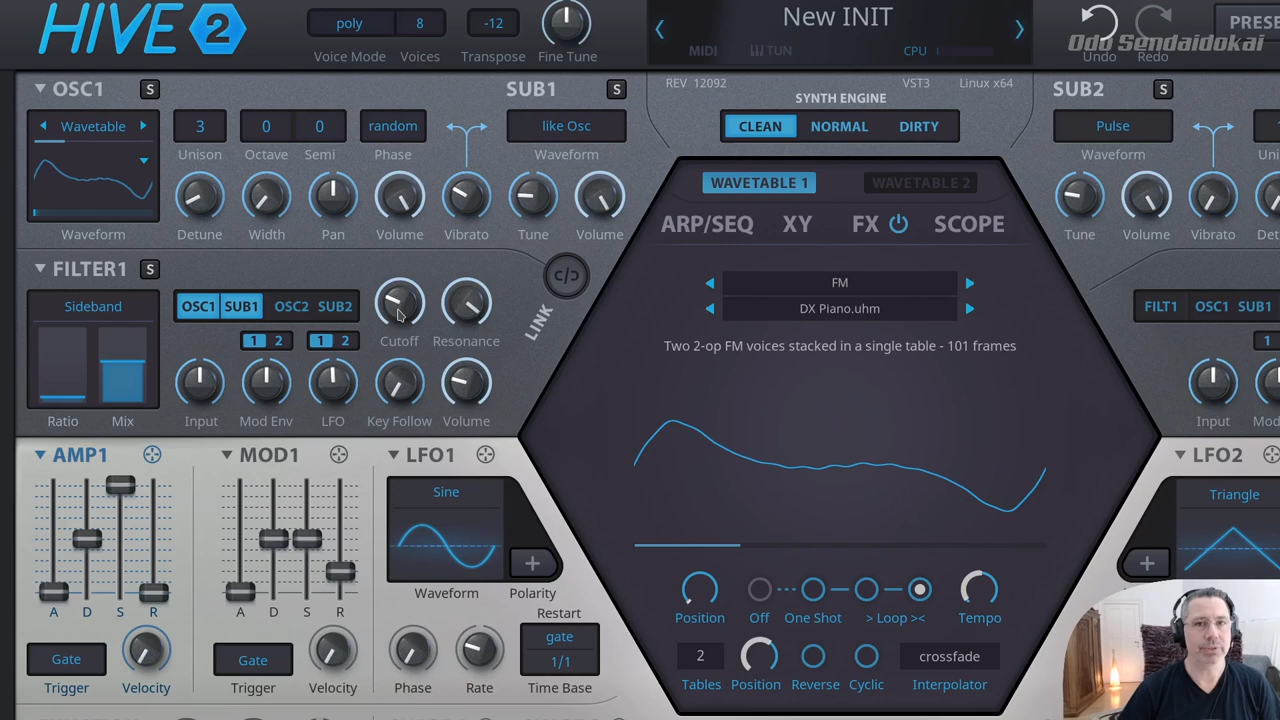 HIVE 2
poly 8 -12
Voice Mode Voices Transpose Fine Tune
New INIT
MIDI TUN CPU
PRESE
Odo Sendaidokai
Undo Redo
OSC1 S
Wavetable 3 0 0 random
Unison Octave Semi Phase
Waveform Detune Width Pan Volume Vibrato
SUB1 S
like Osc
Waveform
Tune Volume
REV 12092 VST3 Linux x64
SYNTH ENGINE
CLEAN NORMAL DIRTY
SUB2 S
Pulse 1
Waveform Uni
Tune Volume Vibrato Det
WAVETABLE 1 WAVETABLE 2
ARP/SEQ XY FX SCOPE
FM
DX Piano.uhm
Two 2-op FM voices stacked in a single table - 101 frames
FILTER1 S
Sideband OSC1 SUB1 OSC2 SUB2
Cutoff Resonance
LINK
1 2 1 2
Ratio Mix Input Mod Env LFO Key Follow Volume
FILT1 OSC1 SUB1
1
Input Mod
AMP1
A D S R
Gate
Trigger Velocity
MOD1
A D S R
Gate
Trigger Velocity
LFO1
Sine
Waveform Polarity
Restart
gate
1/1
Phase Rate Time Base
Position Off One Shot > Loop >< Tempo
2 crossfade
Tables Position Reverse Cyclic Interpolator
LFO2
Triangle